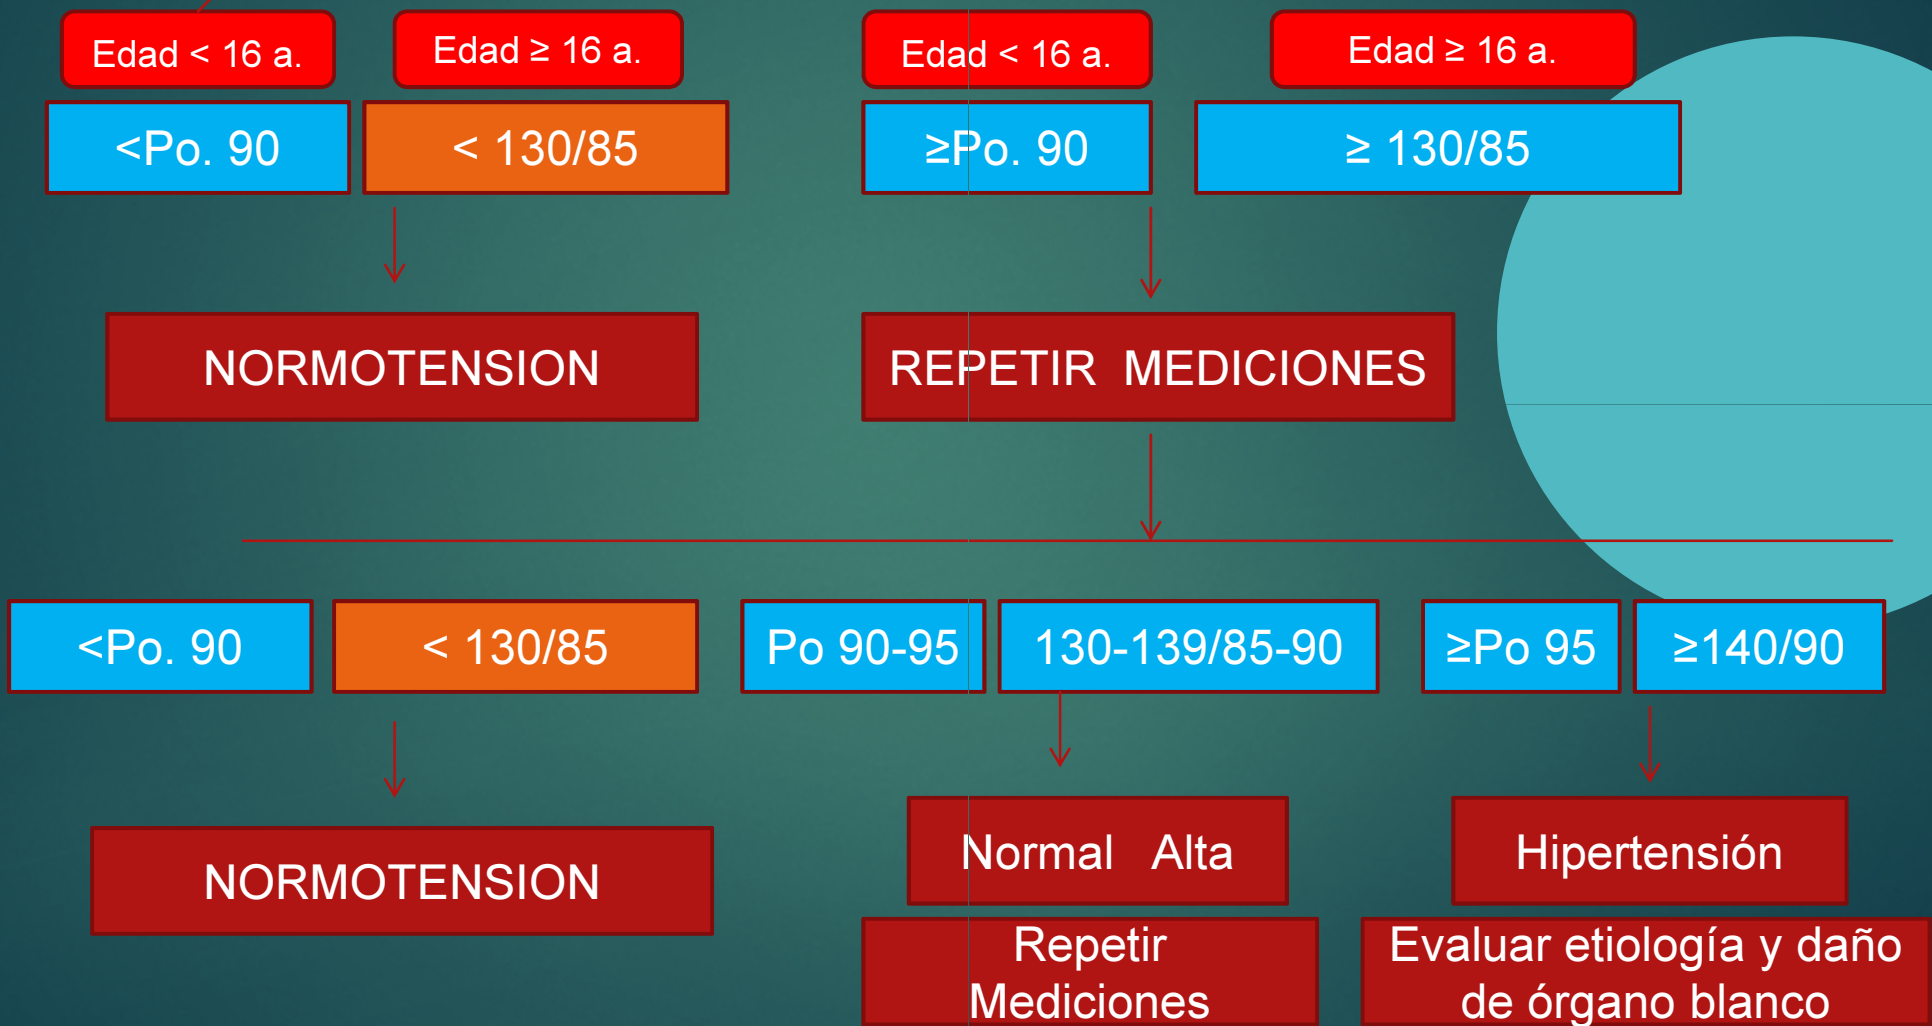 Edad < 16 a.
Edad ≥ 16 a.
Edad < 16 a.
Edad ≥ 16 a.
<Po. 90
< 130/85
≥Po. 90
≥ 130/85
NORMOTENSION
REPETIR MEDICIONES
<Po. 90
< 130/85
Po 90-95
130-139/85-90
≥Po 95
≥140/90
NORMOTENSION
Normal Alta
Hipertensión
Repetir
Mediciones
Evaluar etiología y daño
de órgano blanco